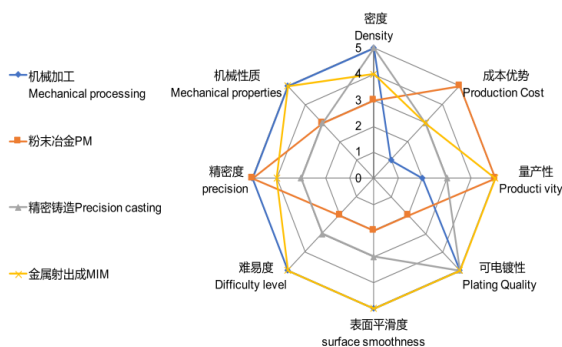 机械加工
Mechanical processing
粉末冶金PM
精密铸造Precision casting
金属射出成MIM
密度
Density
成本优势
Production Cost
量产性
Producti vity
可电镀性
Plating Quality
表面平滑度
surface smoothness
难易度
Difficulty level
精密度
precision
机械性质
Mechanical properties
5
4
3
2
1
0